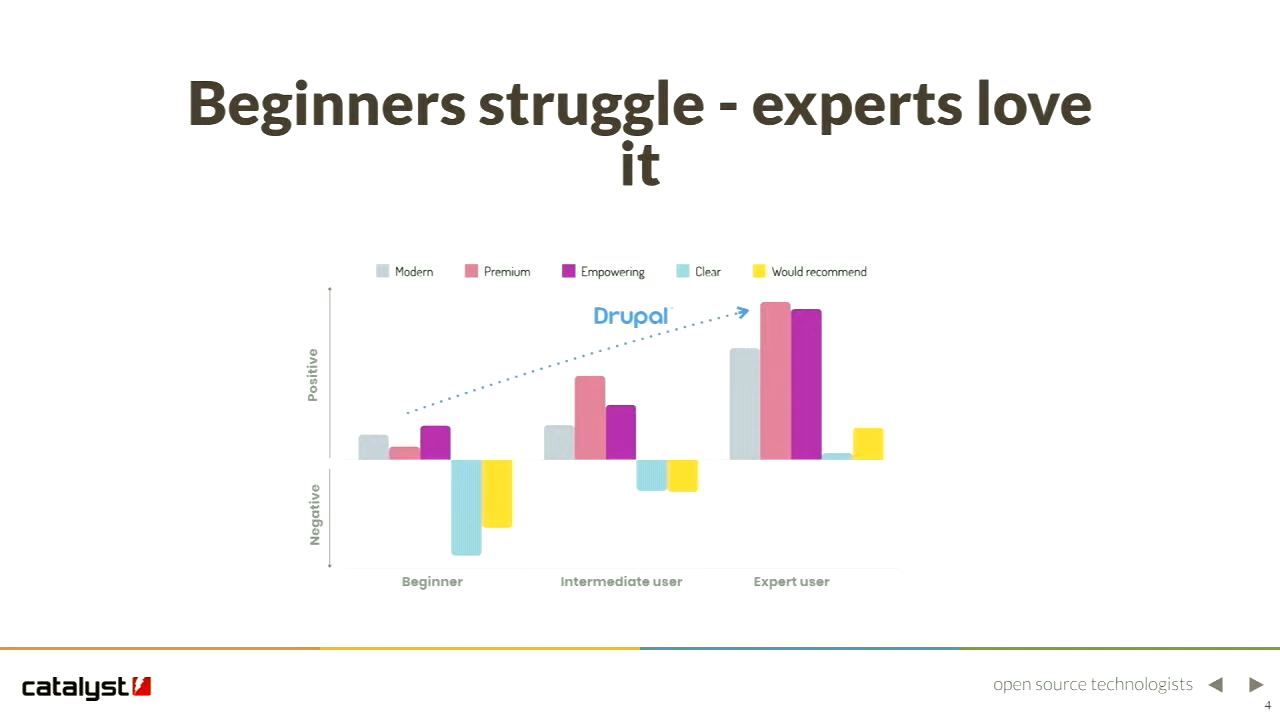 Beginners struggle - experts love
it
Modern Premium Empowering Clear Would recommend
Drupal
Positive
Negative
Beginner Intermediate user Expert user
catalyst
open source technologists
4